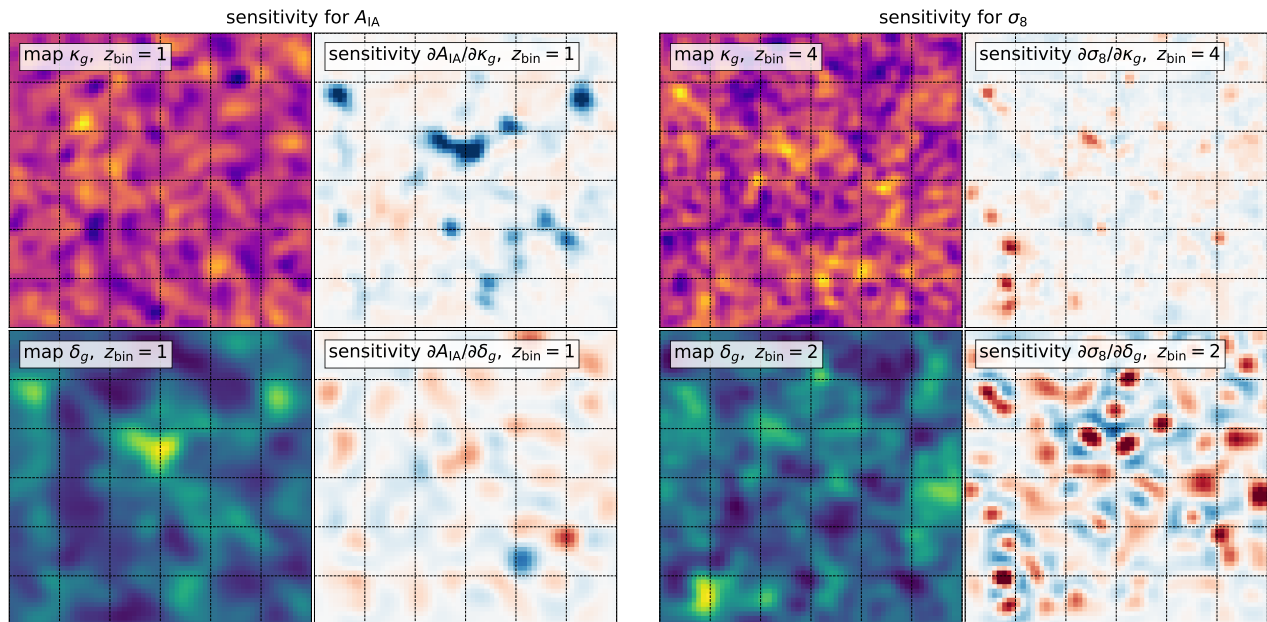 sensitivity for A_IA
sensitivity for σ_8
map κ_g, z_bin = 1
sensitivity ∂A_IA/∂κ_g, z_bin = 1
map κ_g, z_bin = 4
sensitivity ∂σ_8/∂κ_g, z_bin = 4
map δ_g, z_bin = 1
sensitivity ∂A_IA/∂δ_g, z_bin = 1
map δ_g, z_bin = 2
sensitivity ∂σ_8/∂δ_g, z_bin = 2